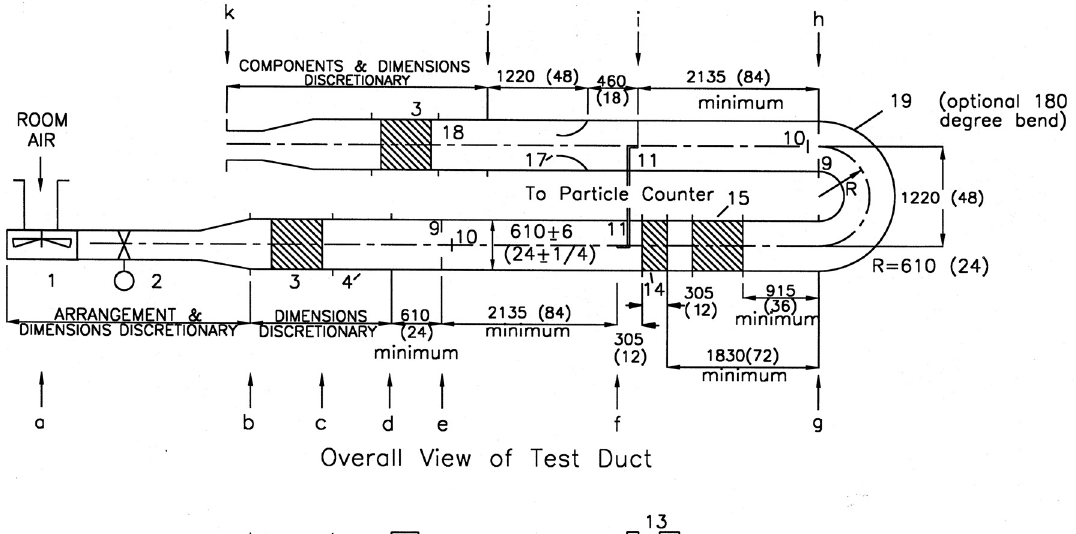 k
j
i
h
COMPONENTS & DIMENSIONS
DISCRETIONARY
1220 (48)
460
(18)
2135 (84)
minimum
19
(optional 180
degree bend)
ROOM
AIR
3
18
10
17
11
9
R
To Particle Counter
15
1220 (48)
9
10
610±6
(24±1/4)
11
R=610 (24)
1
2
3
4
14
305
(12)
915
(36)
minimum
ARRANGEMENT &
DIMENSIONS DISCRETIONARY
DIMENSIONS
DISCRETIONARY
610
(24)
minimum
2135 (84)
minimum
305
(12)
1830(72)
minimum
a
b
c
d
e
f
g
Overall View of Test Duct
13